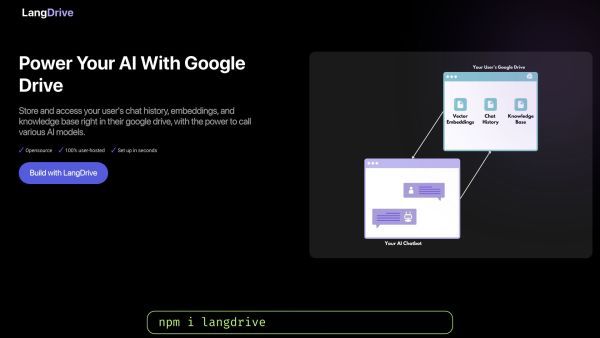 LangDrive
Power Your AI With Google
Drive
Store and access your user's chat history, embeddings, and
knowledge base right in their google drive, with the power to call
various AI models.
✓ Opensource ✓ 100% user-hosted ✓ Set up in seconds
Build with LangDrive
Your User's Google Drive
Vector Chat Knowledge
Embeddings History Base
Your AI Chatbot
npm i langdrive